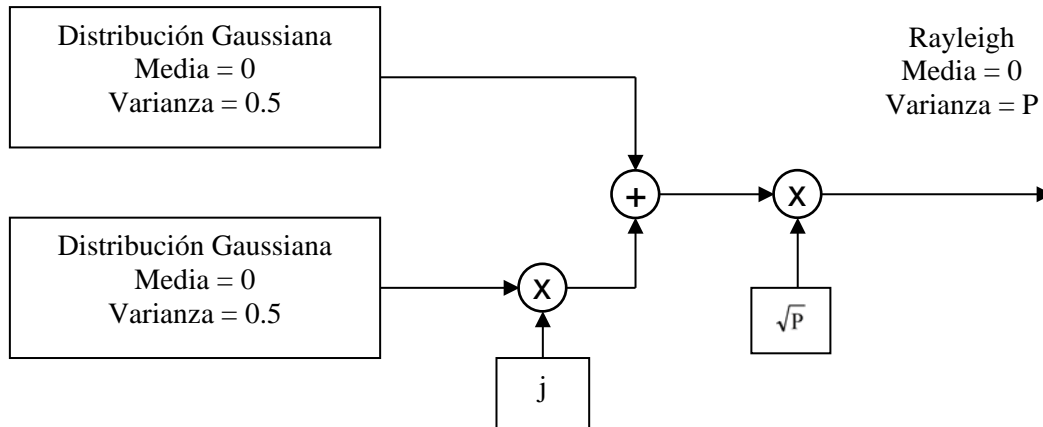 Distribución Gaussiana
Media = 0
Varianza = 0.5
Rayleigh
Media = 0
Varianza = P
+
X
Distribución Gaussiana
Media = 0
Varianza = 0.5
X
√P
j